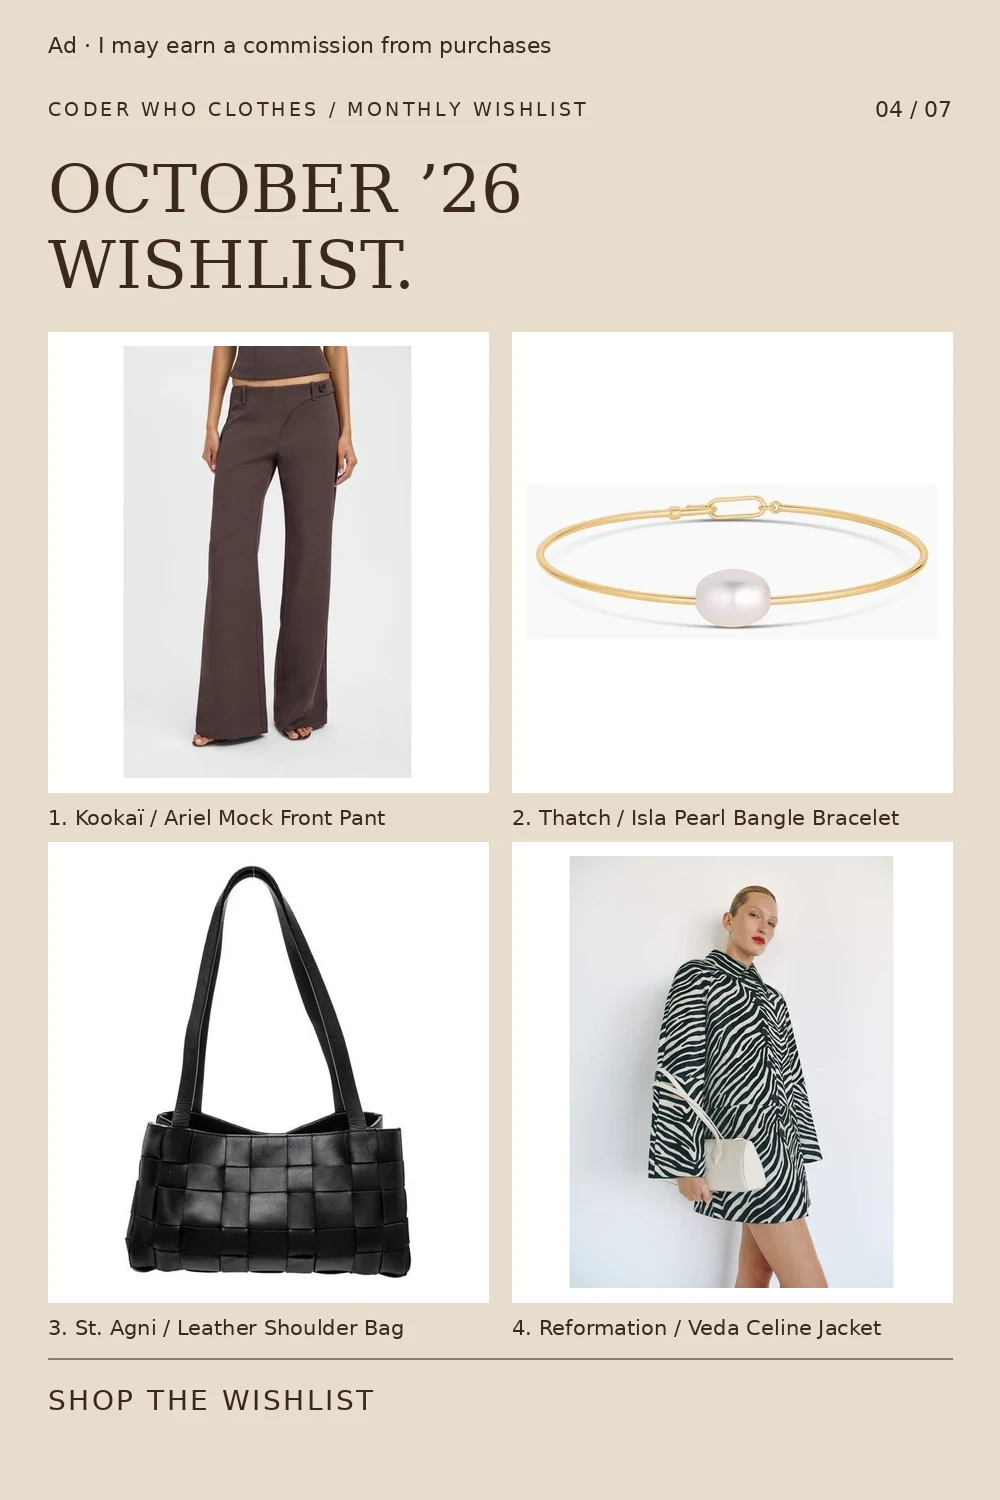 Ad · I may earn a commission from purchases
CODER WHO CLOTHES / MONTHLY WISHLIST
04 / 07
OCTOBER ’26
WISHLIST.
1. Kookaï / Ariel Mock Front Pant
2. Thatch / Isla Pearl Bangle Bracelet
3. St. Agni / Leather Shoulder Bag
4. Reformation / Veda Celine Jacket
SHOP THE WISHLIST